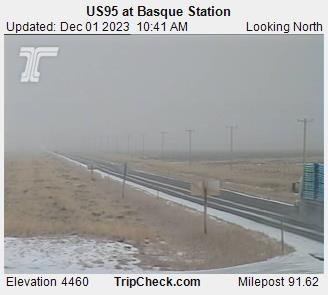 US95 at Basque Station
Updated: Dec 01 2023 10:41 AM Looking North
Elevation 4460 TripCheck.com Milepost 91.62